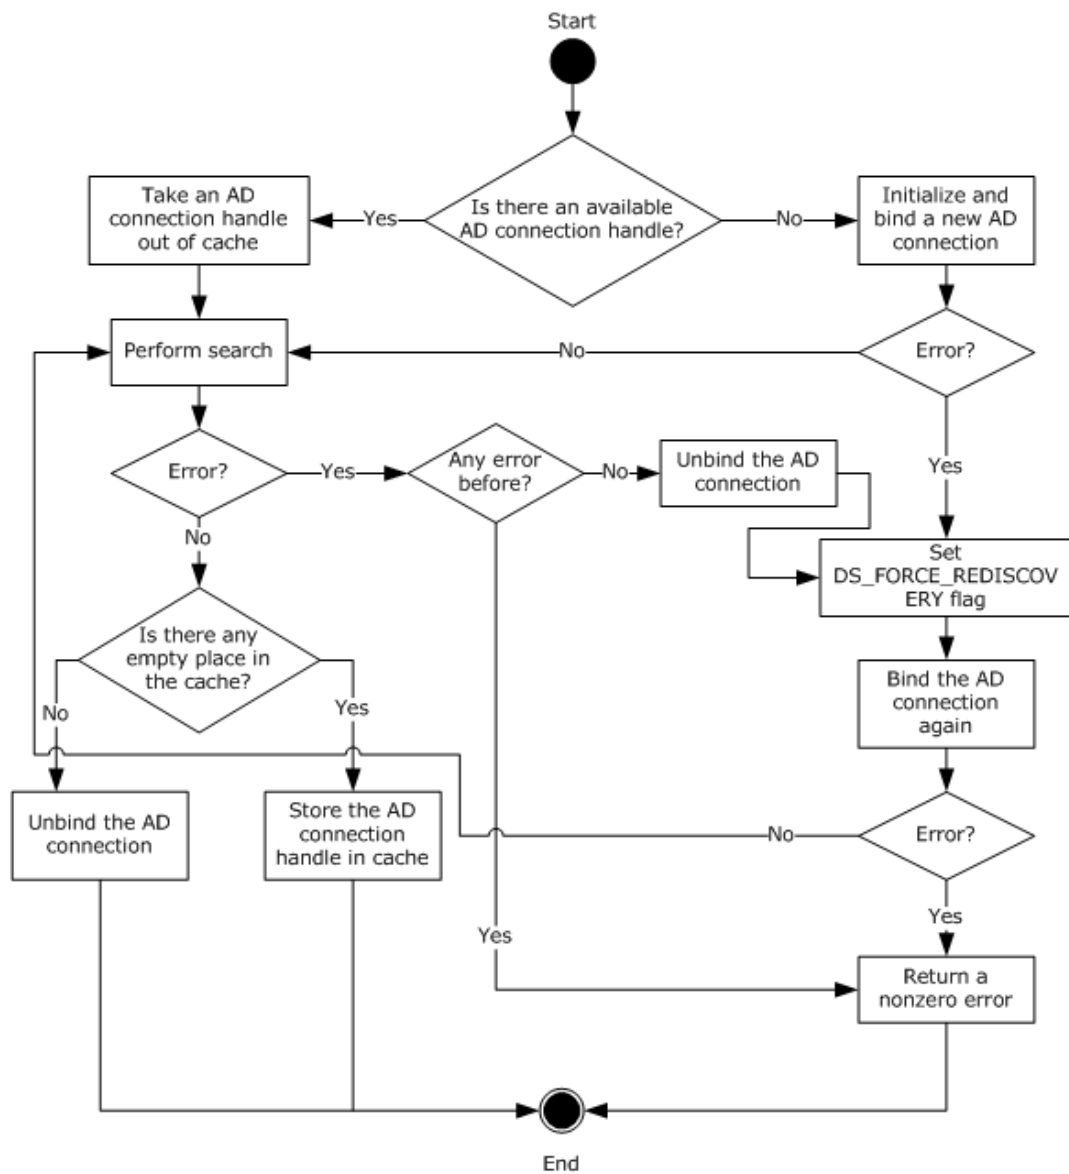 Start
Take an AD
connection handle
out of cache
Yes
Is there an available
AD connection handle?
No
Initialize and
bind a new AD
connection
Perform search
No
Error?
Error?
Yes
Any error
before?
No
Unbind the AD
connection
Yes
No
Set
DS_FORCE_REDISCOV
ERY flag
Is there any
empty place in
the cache?
No
Yes
Bind the AD
connection
again
Unbind the AD
connection
Store the AD
connection
handle in cache
No
Error?
Yes
Yes
Return a
nonzero error
End